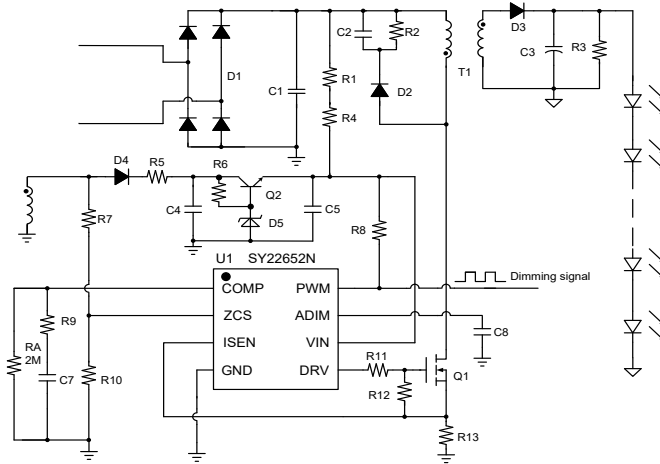 D3
C2
R2
D1
C1
R1
T1
C3
R3
D2
R4
D4
R5
R6
Q2
C4
D5
C5
R7
R8
U1 SY22652N
COMP PWM
Dimming signal
ZCS ADIM
ISEN VIN
GND DRV
R9
RA
2M
C7
R10
C8
R11
R12
Q1
R13